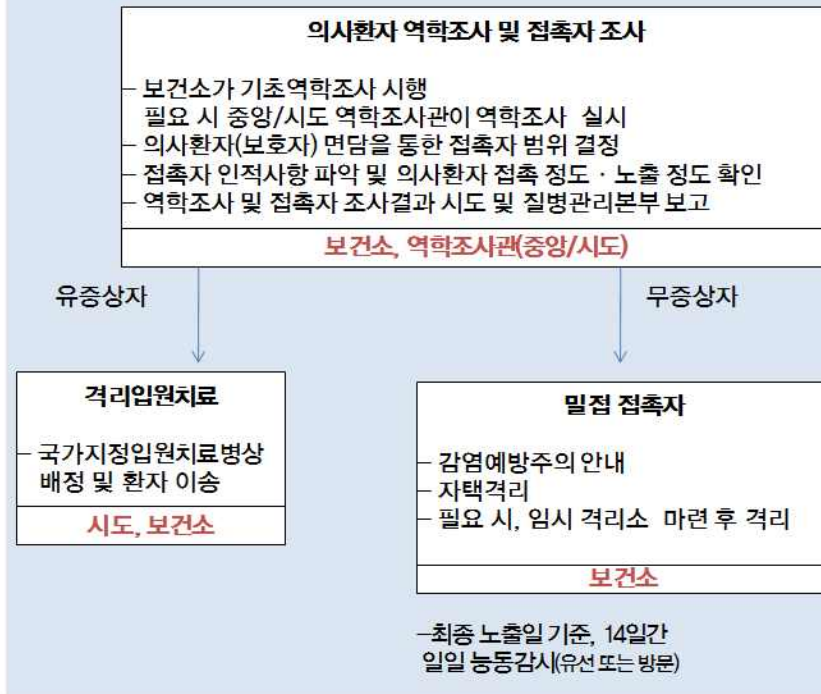 의사환자 역학조사 및 접촉자 조사
– 보건소가 기초역학조사 시행
필요 시 중앙/시도 역학조사관이 역학조사 실시
– 의사환자(보호자) 면담을 통한 접촉자 범위 결정
– 접촉자 인적사항 파악 및 의사환자 접촉 정도 · 노출 정도 확인
– 역학조사 및 접촉자 조사결과 시도 및 질병관리본부 보고
보건소, 역학조사관(중앙/시도)
유증상자
무증상자
격리입원치료
– 국가지정입원치료병상
배정 및 환자 이송
시도, 보건소
밀접 접촉자
– 감염예방주의 안내
– 자택격리
– 필요 시, 임시 격리소 마련 후 격리
보건소
–최종 노출일 기준, 14일간
일일 능동감시(유선 또는 방문)